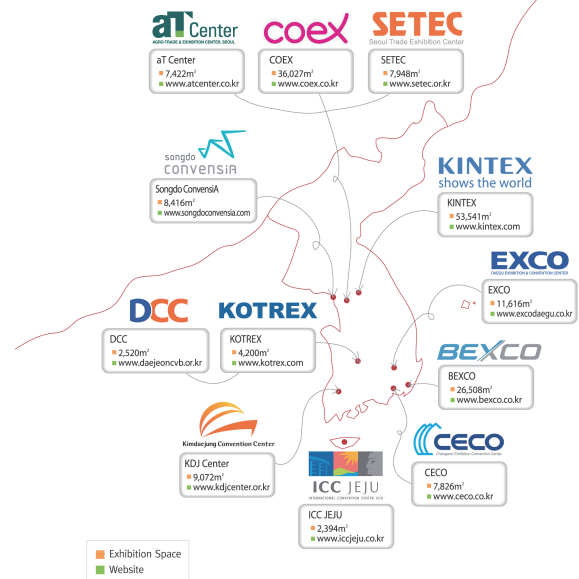 aT Center
AGRO-TRADE & EXHIBITION CENTER, SEOUL
aT Center
7,422m²
www.atcenter.co.kr
coex
COEX
36,027m²
www.coex.co.kr
SETEC
Seoul Trade Exhibition Center
SETEC
7,948m²
www.setec.or.kr
songdo
convensiA
Songdo ConvensiA
8,416m²
www.songdoconvensia.com
KINTEX
shows the world
KINTEX
53,541m²
www.kintex.com
EXCO
DAEGU EXHIBITION & CONVENTION CENTER
EXCO
11,616m²
www.excodaegu.co.kr
DCC
DCC
2,520m²
www.daejeoncvb.or.kr
KOTREX
KOTREX
4,200m²
www.kotrex.com
BEXCO
BEXCO
26,508m²
www.bexco.co.kr
Kimdaejung Convention Center
KDJ Center
9,072m²
www.kdjcenter.or.kr
CECO
Changwon Exhibition Convention Center
CECO
7,826m²
www.ceco.co.kr
ICC JEJU
INTERNATIONAL CONVENTION CENTER JEJU
ICC JEJU
2,394m²
www.iccjeju.co.kr
Exhibition Space
Website